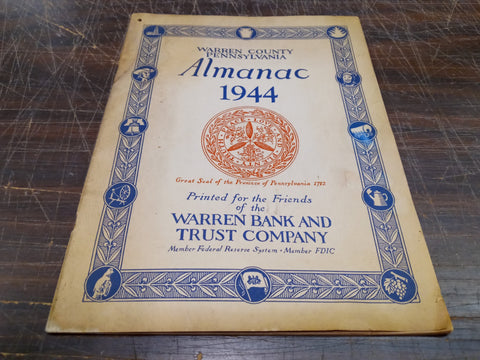 WARREN COUNTY
PENNSYLVANIA
Almanac
1944
Great Seal of the Province of Pennsylvania 1712
Printed for the Friends
of the
WARREN BANK AND
TRUST COMPANY
Member Federal Reserve System • Member FDIC